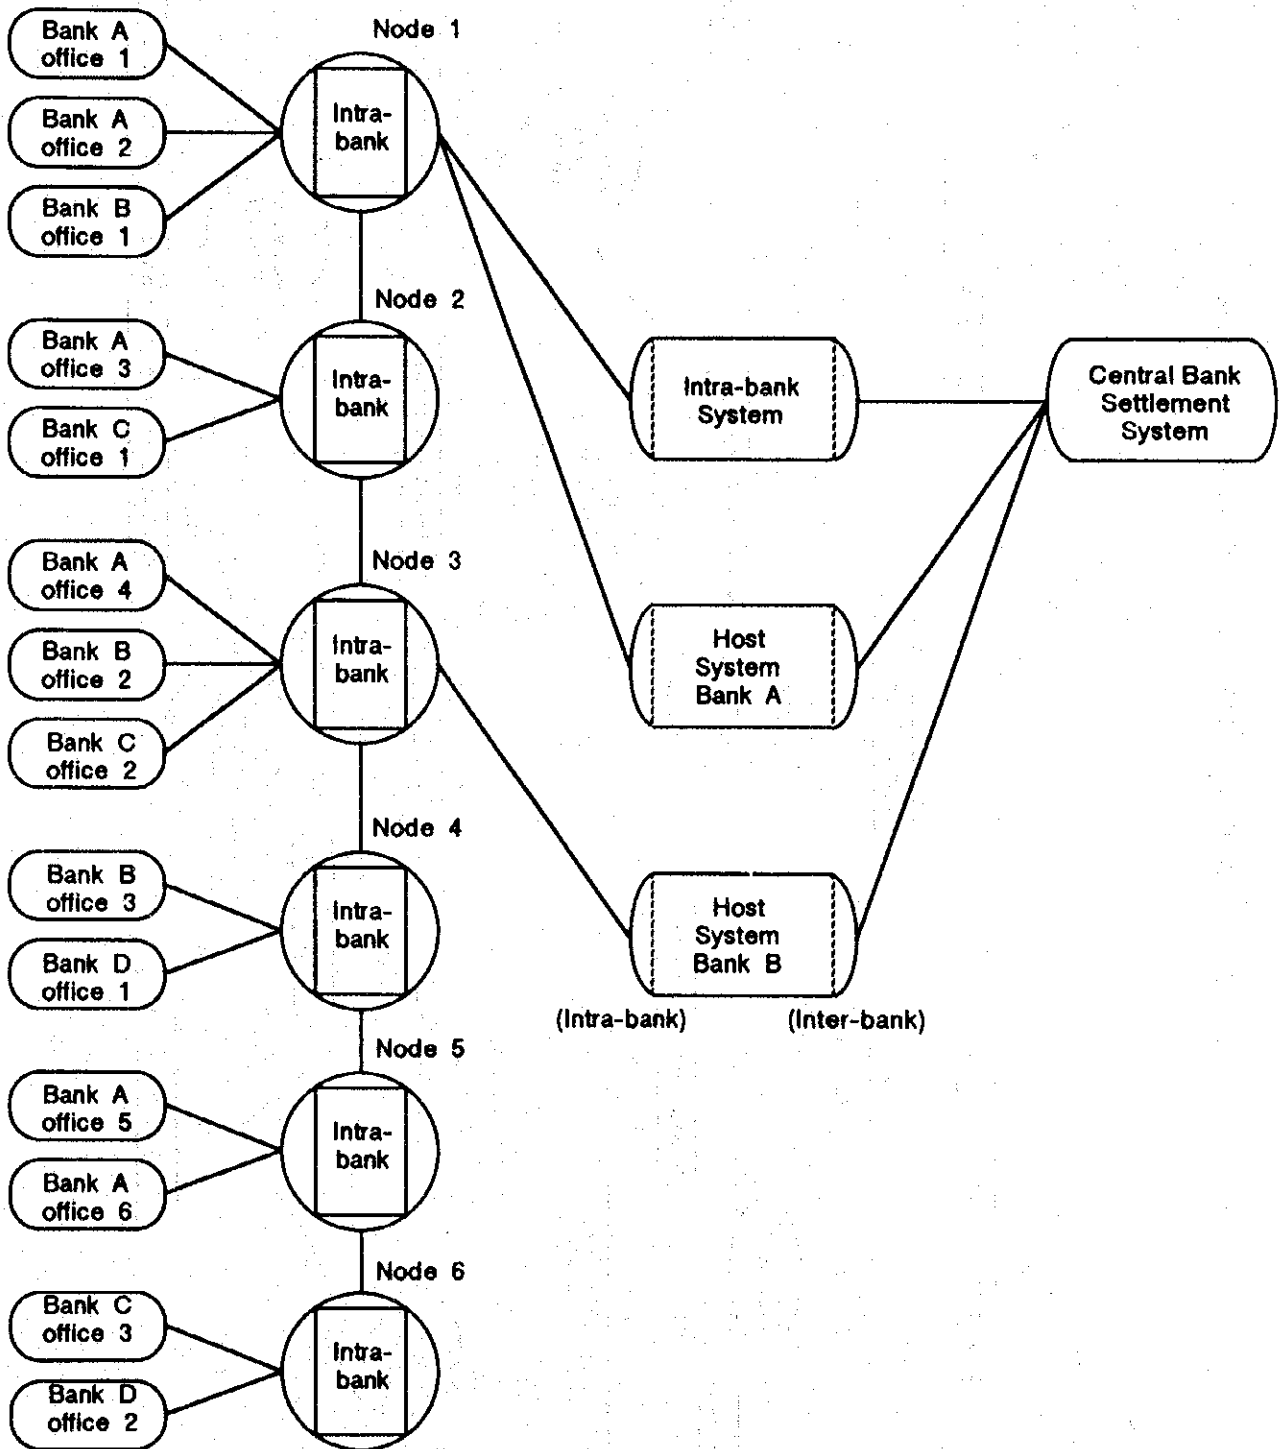 Node 1
Bank A
office 1
Bank A
office 2
Bank B
office 1
Intra-
bank
Node 2
Bank A
office 3
Bank C
office 1
Intra-
bank
Intra-bank
System
Central Bank
Settlement
System
Node 3
Bank A
office 4
Bank B
office 2
Bank C
office 2
Intra-
bank
Host
System
Bank A
Node 4
Bank B
office 3
Bank D
office 1
Intra-
bank
Host
System
Bank B
(Intra-bank)
(Inter-bank)
Node 5
Bank A
office 5
Bank A
office 6
Intra-
bank
Node 6
Bank C
office 3
Bank D
office 2
Intra-
bank